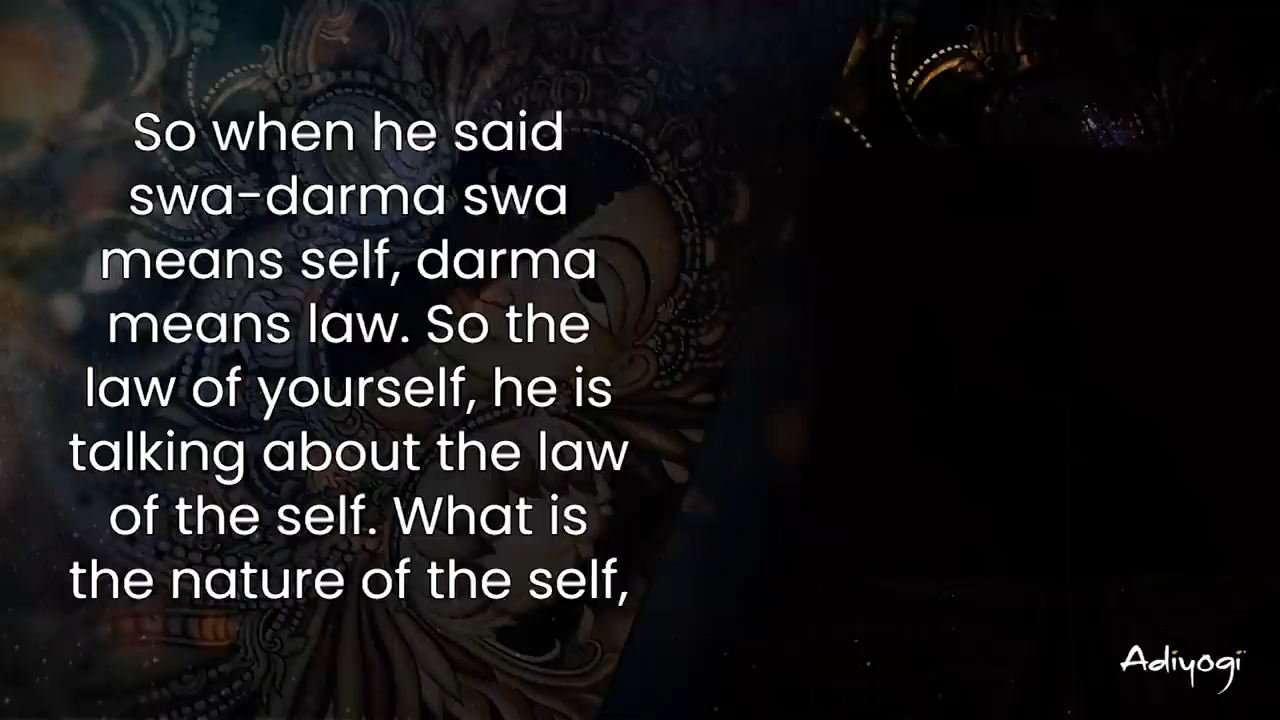 So when he said
swa-darma swa
means self, darma
means law. So the
law of yourself, he is
talking about the law
of the self. What is
the nature of the self,
Adiyogi